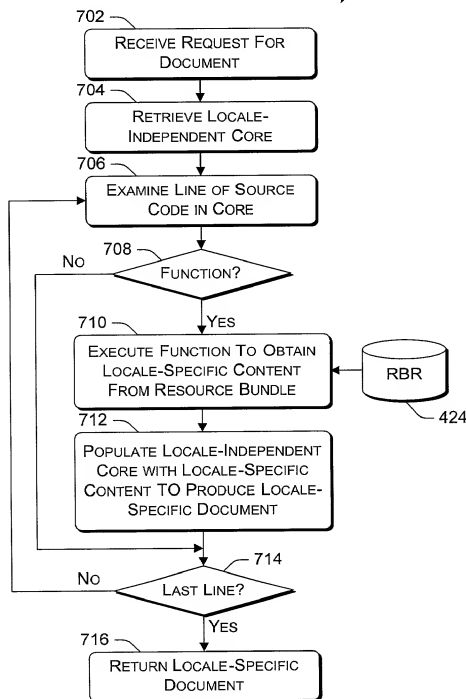 702
RECEIVE REQUEST FOR
DOCUMENT
704
RETRIEVE LOCALE-
INDEPENDENT CORE
706
EXAMINE LINE OF SOURCE
CODE IN CORE
708
NO
FUNCTION?
YES
710
EXECUTE FUNCTION TO OBTAIN
LOCALE-SPECIFIC CONTENT
FROM RESOURCE BUNDLE
RBR
424
712
POPULATE LOCALE-INDEPENDENT
CORE WITH LOCALE-SPECIFIC
CONTENT TO PRODUCE LOCALE-
SPECIFIC DOCUMENT
714
NO
LAST LINE?
YES
716
RETURN LOCALE-SPECIFIC
DOCUMENT